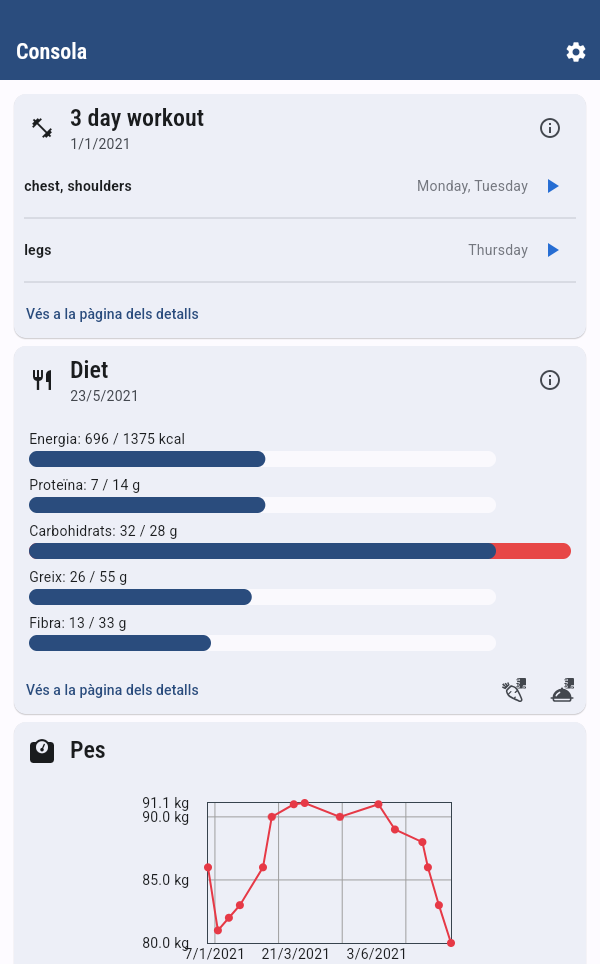 Consola
3 day workout
1/1/2021
chest, shoulders Monday, Tuesday
legs Thursday
Vés a la pàgina dels detalls
Diet
23/5/2021
Energia: 696 / 1375 kcal
Proteïna: 7 / 14 g
Carbohidrats: 32 / 28 g
Greix: 26 / 55 g
Fibra: 13 / 33 g
Vés a la pàgina dels detalls
Pes
91.1 kg
90.0 kg
85.0 kg
80.0 kg
7/1/2021 21/3/2021 3/6/2021